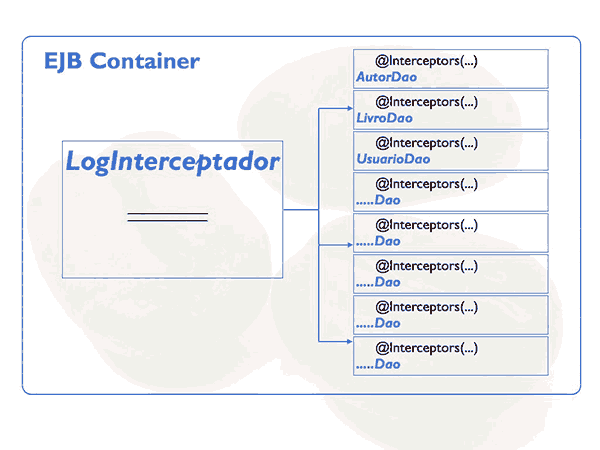 EJB Container
LogInterceptador
@Interceptors(...)
AutorDao
@Interceptors(...)
LivroDao
@Interceptors(...)
UsuarioDao
@Interceptors(...)
.....Dao
@Interceptors(...)
.....Dao
@Interceptors(...)
.....Dao
@Interceptors(...)
.....Dao
@Interceptors(...)
.....Dao